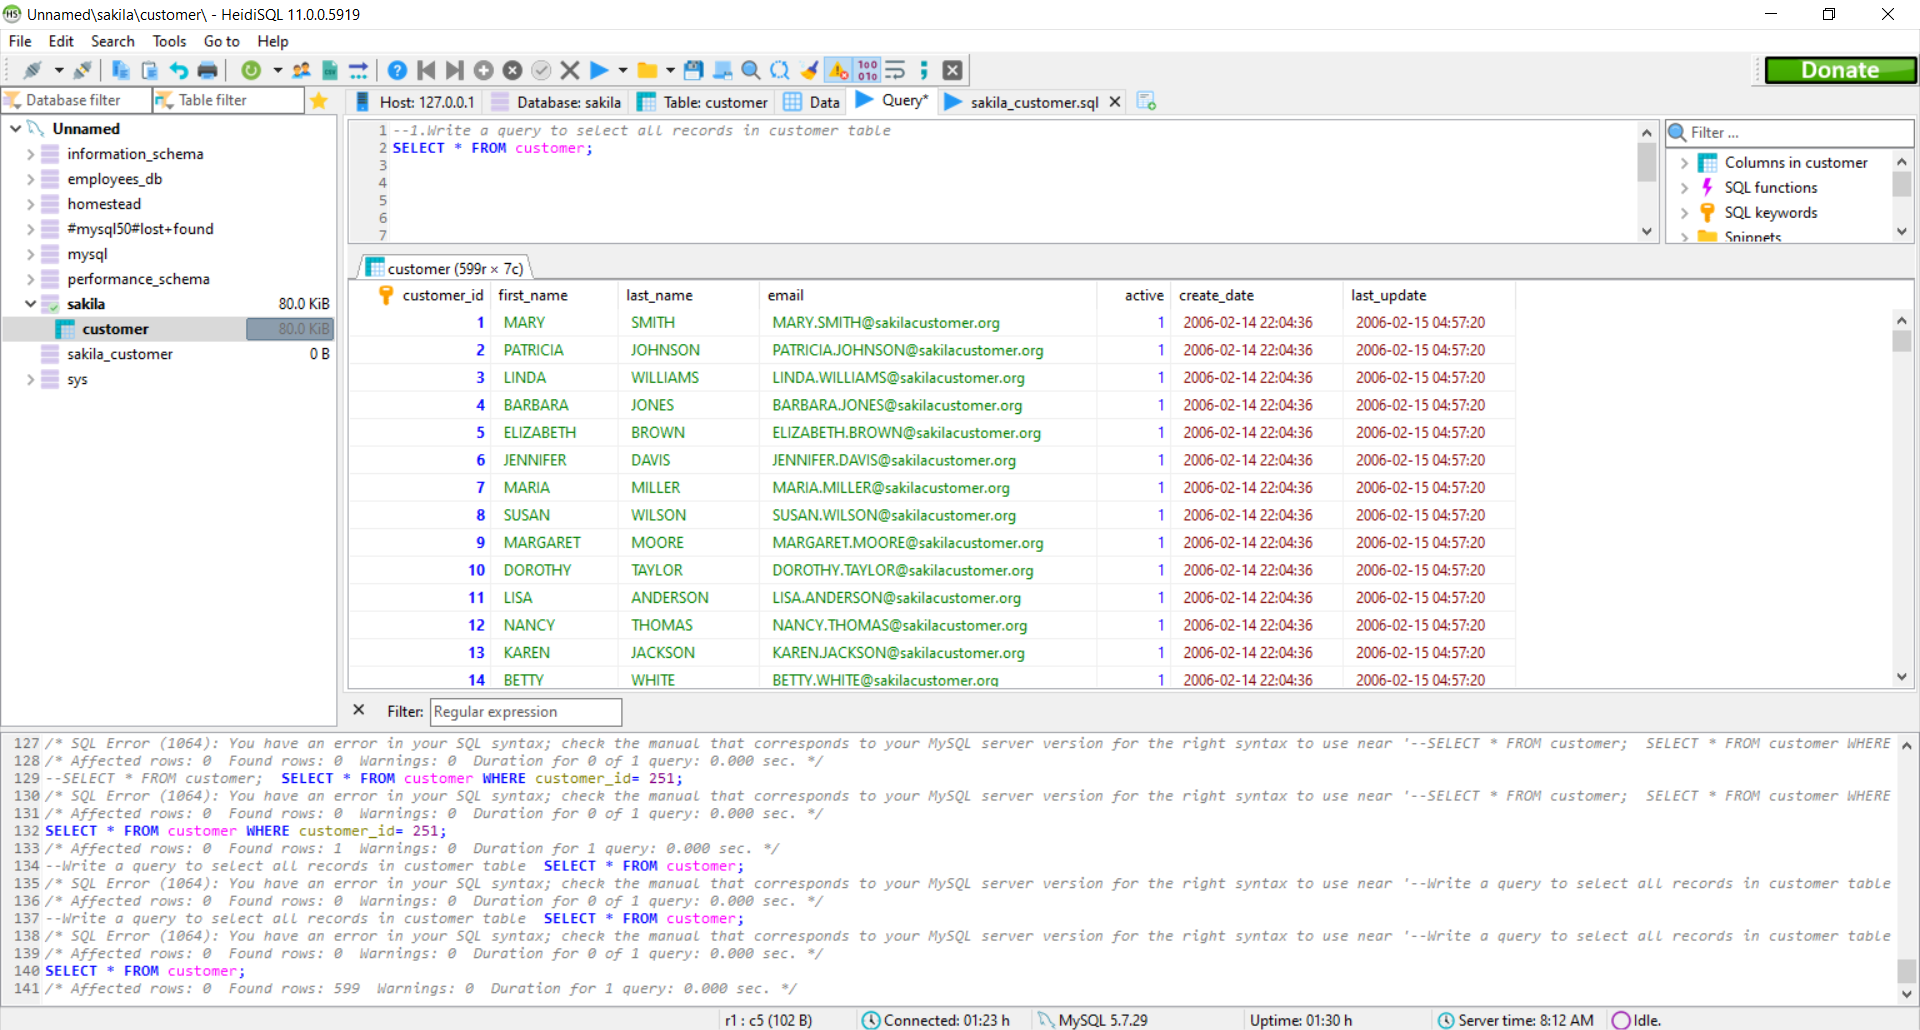 Unnamed\sakila\customer\ - HeidiSQL 11.0.0.5919
File Edit Search Tools Go to Help
Donate
Database filter Table filter
Host: 127.0.0.1 Database: sakila Table: customer Data Query* sakila_customer.sql
Unnamed
information_schema
employees_db
homestead
#mysql50#lost+found
mysql
performance_schema
sakila 80.0 KiB
customer 80.0 KiB
sakila_customer 0 B
sys
1 --1.Write a query to select all records in customer table
2 SELECT * FROM customer;
3
4
5
6
7
Filter ...
Columns in customer
SQL functions
SQL keywords
Snippets
customer (599r × 7c)
customer_id first_name last_name email active create_date last_update
1 MARY SMITH MARY.SMITH@sakilacustomer.org 1 2006-02-14 22:04:36 2006-02-15 04:57:20
2 PATRICIA JOHNSON PATRICIA.JOHNSON@sakilacustomer.org 1 2006-02-14 22:04:36 2006-02-15 04:57:20
3 LINDA WILLIAMS LINDA.WILLIAMS@sakilacustomer.org 1 2006-02-14 22:04:36 2006-02-15 04:57:20
4 BARBARA JONES BARBARA.JONES@sakilacustomer.org 1 2006-02-14 22:04:36 2006-02-15 04:57:20
5 ELIZABETH BROWN ELIZABETH.BROWN@sakilacustomer.org 1 2006-02-14 22:04:36 2006-02-15 04:57:20
6 JENNIFER DAVIS JENNIFER.DAVIS@sakilacustomer.org 1 2006-02-14 22:04:36 2006-02-15 04:57:20
7 MARIA MILLER MARIA.MILLER@sakilacustomer.org 1 2006-02-14 22:04:36 2006-02-15 04:57:20
8 SUSAN WILSON SUSAN.WILSON@sakilacustomer.org 1 2006-02-14 22:04:36 2006-02-15 04:57:20
9 MARGARET MOORE MARGARET.MOORE@sakilacustomer.org 1 2006-02-14 22:04:36 2006-02-15 04:57:20
10 DOROTHY TAYLOR DOROTHY.TAYLOR@sakilacustomer.org 1 2006-02-14 22:04:36 2006-02-15 04:57:20
11 LISA ANDERSON LISA.ANDERSON@sakilacustomer.org 1 2006-02-14 22:04:36 2006-02-15 04:57:20
12 NANCY THOMAS NANCY.THOMAS@sakilacustomer.org 1 2006-02-14 22:04:36 2006-02-15 04:57:20
13 KAREN JACKSON KAREN.JACKSON@sakilacustomer.org 1 2006-02-14 22:04:36 2006-02-15 04:57:20
14 BETTY WHITE BETTY.WHITE@sakilacustomer.org 1 2006-02-14 22:04:36 2006-02-15 04:57:20
Filter: Regular expression
127 /* SQL Error (1064): You have an error in your SQL syntax; check the manual that corresponds to your MySQL server version for the right syntax to use near '--SELECT * FROM customer;  SELECT * FROM customer WHERE
128 /* Affected rows: 0  Found rows: 0  Warnings: 0  Duration for 0 of 1 query: 0.000 sec. */
129 --SELECT * FROM customer;  SELECT * FROM customer WHERE customer_id= 251;
130 /* SQL Error (1064): You have an error in your SQL syntax; check the manual that corresponds to your MySQL server version for the right syntax to use near '--SELECT * FROM customer;  SELECT * FROM customer WHERE
131 /* Affected rows: 0  Found rows: 0  Warnings: 0  Duration for 0 of 1 query: 0.000 sec. */
132 SELECT * FROM customer WHERE customer_id= 251;
133 /* Affected rows: 0  Found rows: 1  Warnings: 0  Duration for 1 query: 0.000 sec. */
134 --Write a query to select all records in customer table  SELECT * FROM customer;
135 /* SQL Error (1064): You have an error in your SQL syntax; check the manual that corresponds to your MySQL server version for the right syntax to use near '--Write a query to select all records in customer table
136 /* Affected rows: 0  Found rows: 0  Warnings: 0  Duration for 0 of 1 query: 0.000 sec. */
137 --Write a query to select all records in customer table  SELECT * FROM customer;
138 /* SQL Error (1064): You have an error in your SQL syntax; check the manual that corresponds to your MySQL server version for the right syntax to use near '--Write a query to select all records in customer table
139 /* Affected rows: 0  Found rows: 0  Warnings: 0  Duration for 0 of 1 query: 0.000 sec. */
140 SELECT * FROM customer;
141 /* Affected rows: 0  Found rows: 599  Warnings: 0  Duration for 1 query: 0.000 sec. */
r1 : c5 (102 B) Connected: 01:23 h MySQL 5.7.29 Uptime: 01:30 h Server time: 8:12 AM Idle.